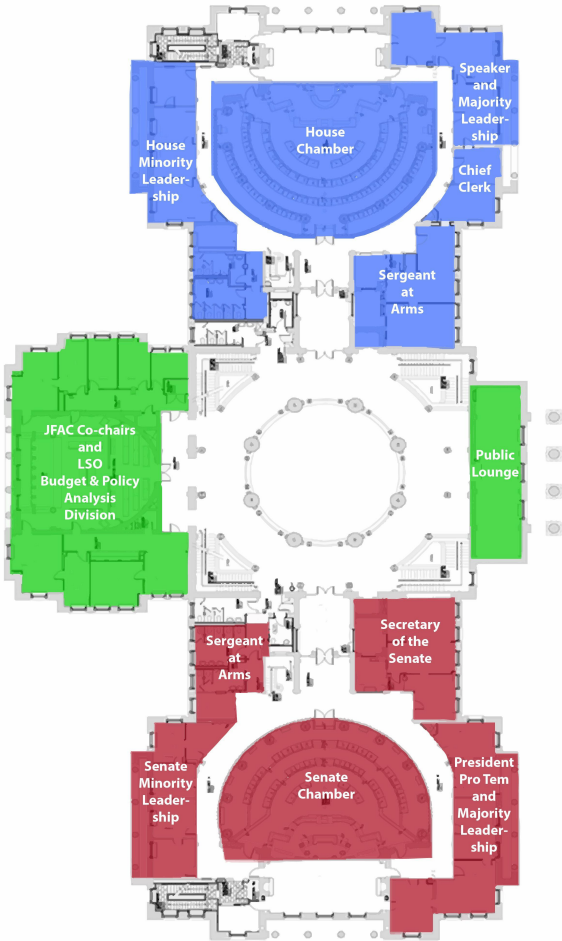 Speaker
and
Majority
Leader-
ship
House
Chamber
House
Minority
Leader-
ship
Chief
Clerk
Sergeant
at
Arms
JFAC Co-chairs
and
LSO
Budget & Policy
Analysis
Division
Public
Lounge
Sergeant
at
Arms
Secretary
of the
Senate
Senate
Minority
Leader-
ship
Senate
Chamber
President
Pro Tem
and
Majority
Leader-
ship